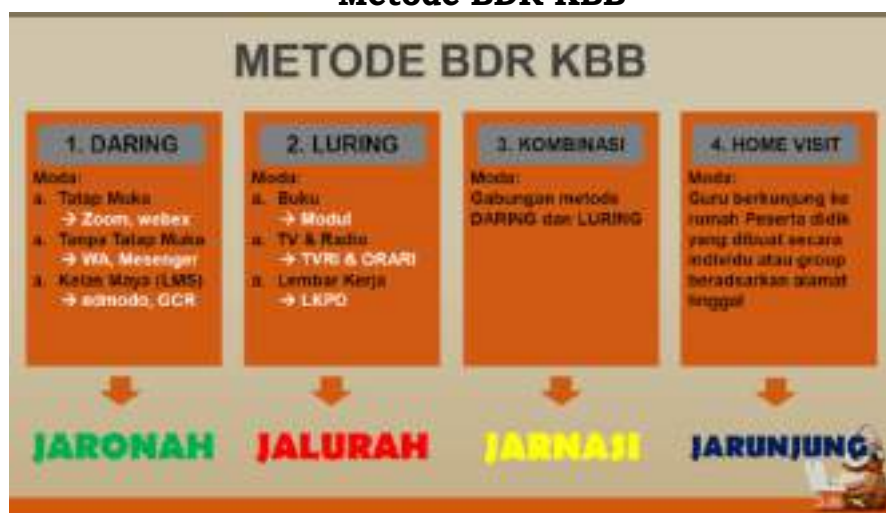 Metode BDR KBB
METODE BDR KBB
1. DARING
Moda:
a. Tatap Muka
→ Zoom, webex
a. Tanpa Tatap Muka
→ WA, Mesenger
a. Kelas Maya (LMS)
→ edmodo, GCR
2. LURING
Moda:
a. Buku
→ Modul
a. TV & Radio
→ TVRI & ORARI
a. Lembar Kerja
→ LKPD
3. KOMBINASI
Moda:
Gabungan metode
DARING dan LURING
4. HOME VISIT
Moda:
Guru berkunjung ke
rumah Peserta didik
yang dibuat secara
individu atau group
beradsarkan alamat
tinggal
JARONAH
JALURAH
JARNASI
JARUNJUNG